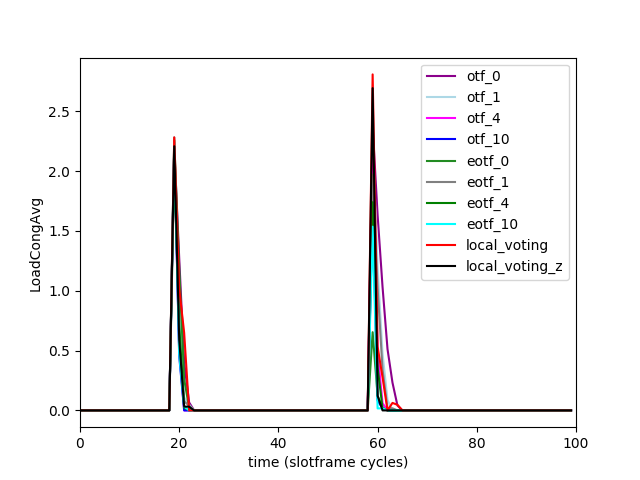 LoadCongAvg
2.5
2.0
1.5
1.0
0.5
0.0
0
20
40
60
80
100
time (slotframe cycles)
otf_0
otf_1
otf_4
otf_10
eotf_0
eotf_1
eotf_4
eotf_10
local_voting
local_voting_z